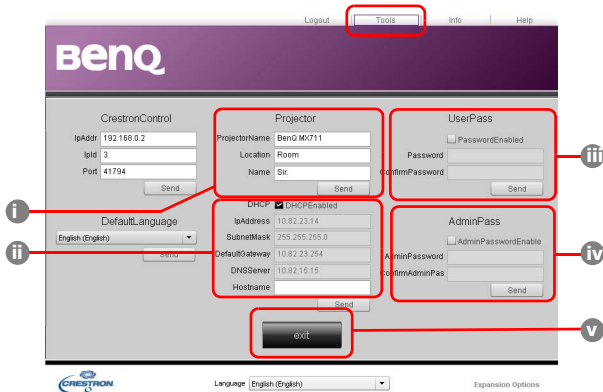 Logout Tools Info Help
BenQ
CrestronControl
IpAddr 192.168.0.2
IpId 3
Port 41794
Send
DefaultLanguage
English (English)
Send
Projector
ProjectorName BenQ MX711
Location Room
Name Sir.
Send
DHCP DHCPEnabled
IpAddress 10.82.23.14
SubnetMask 255.255.255.0
DefaultGateway 10.82.23.254
DNSServer 10.82.15.15
Hostname
Send
exit
UserPass
PasswordEnabled
Password
ConfirmPassword
Send
AdminPass
AdminPasswordEnable
AdminPassword
ConfirmAdminPas
Send
i
ii
iii
iv
v
CRESTRON
Language English (English)
Expansion Options